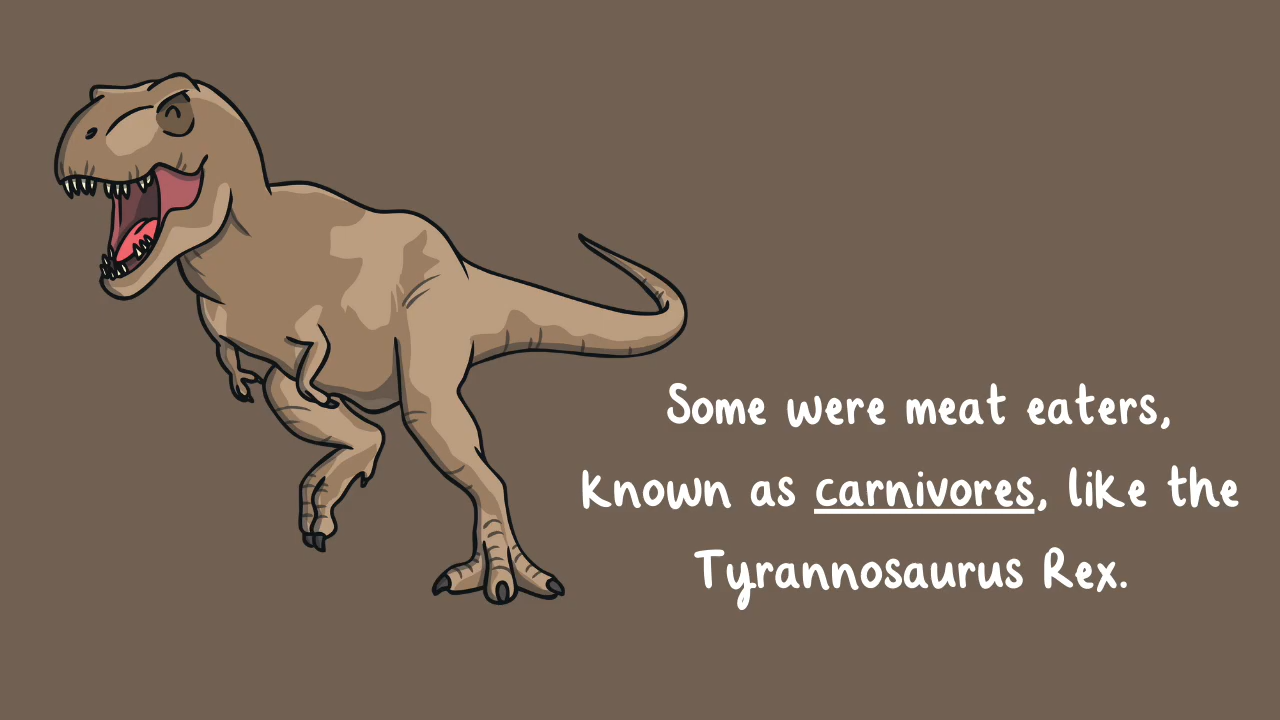 Some were meat eaters,
known as carnivores, like the
Tyrannosaurus Rex.